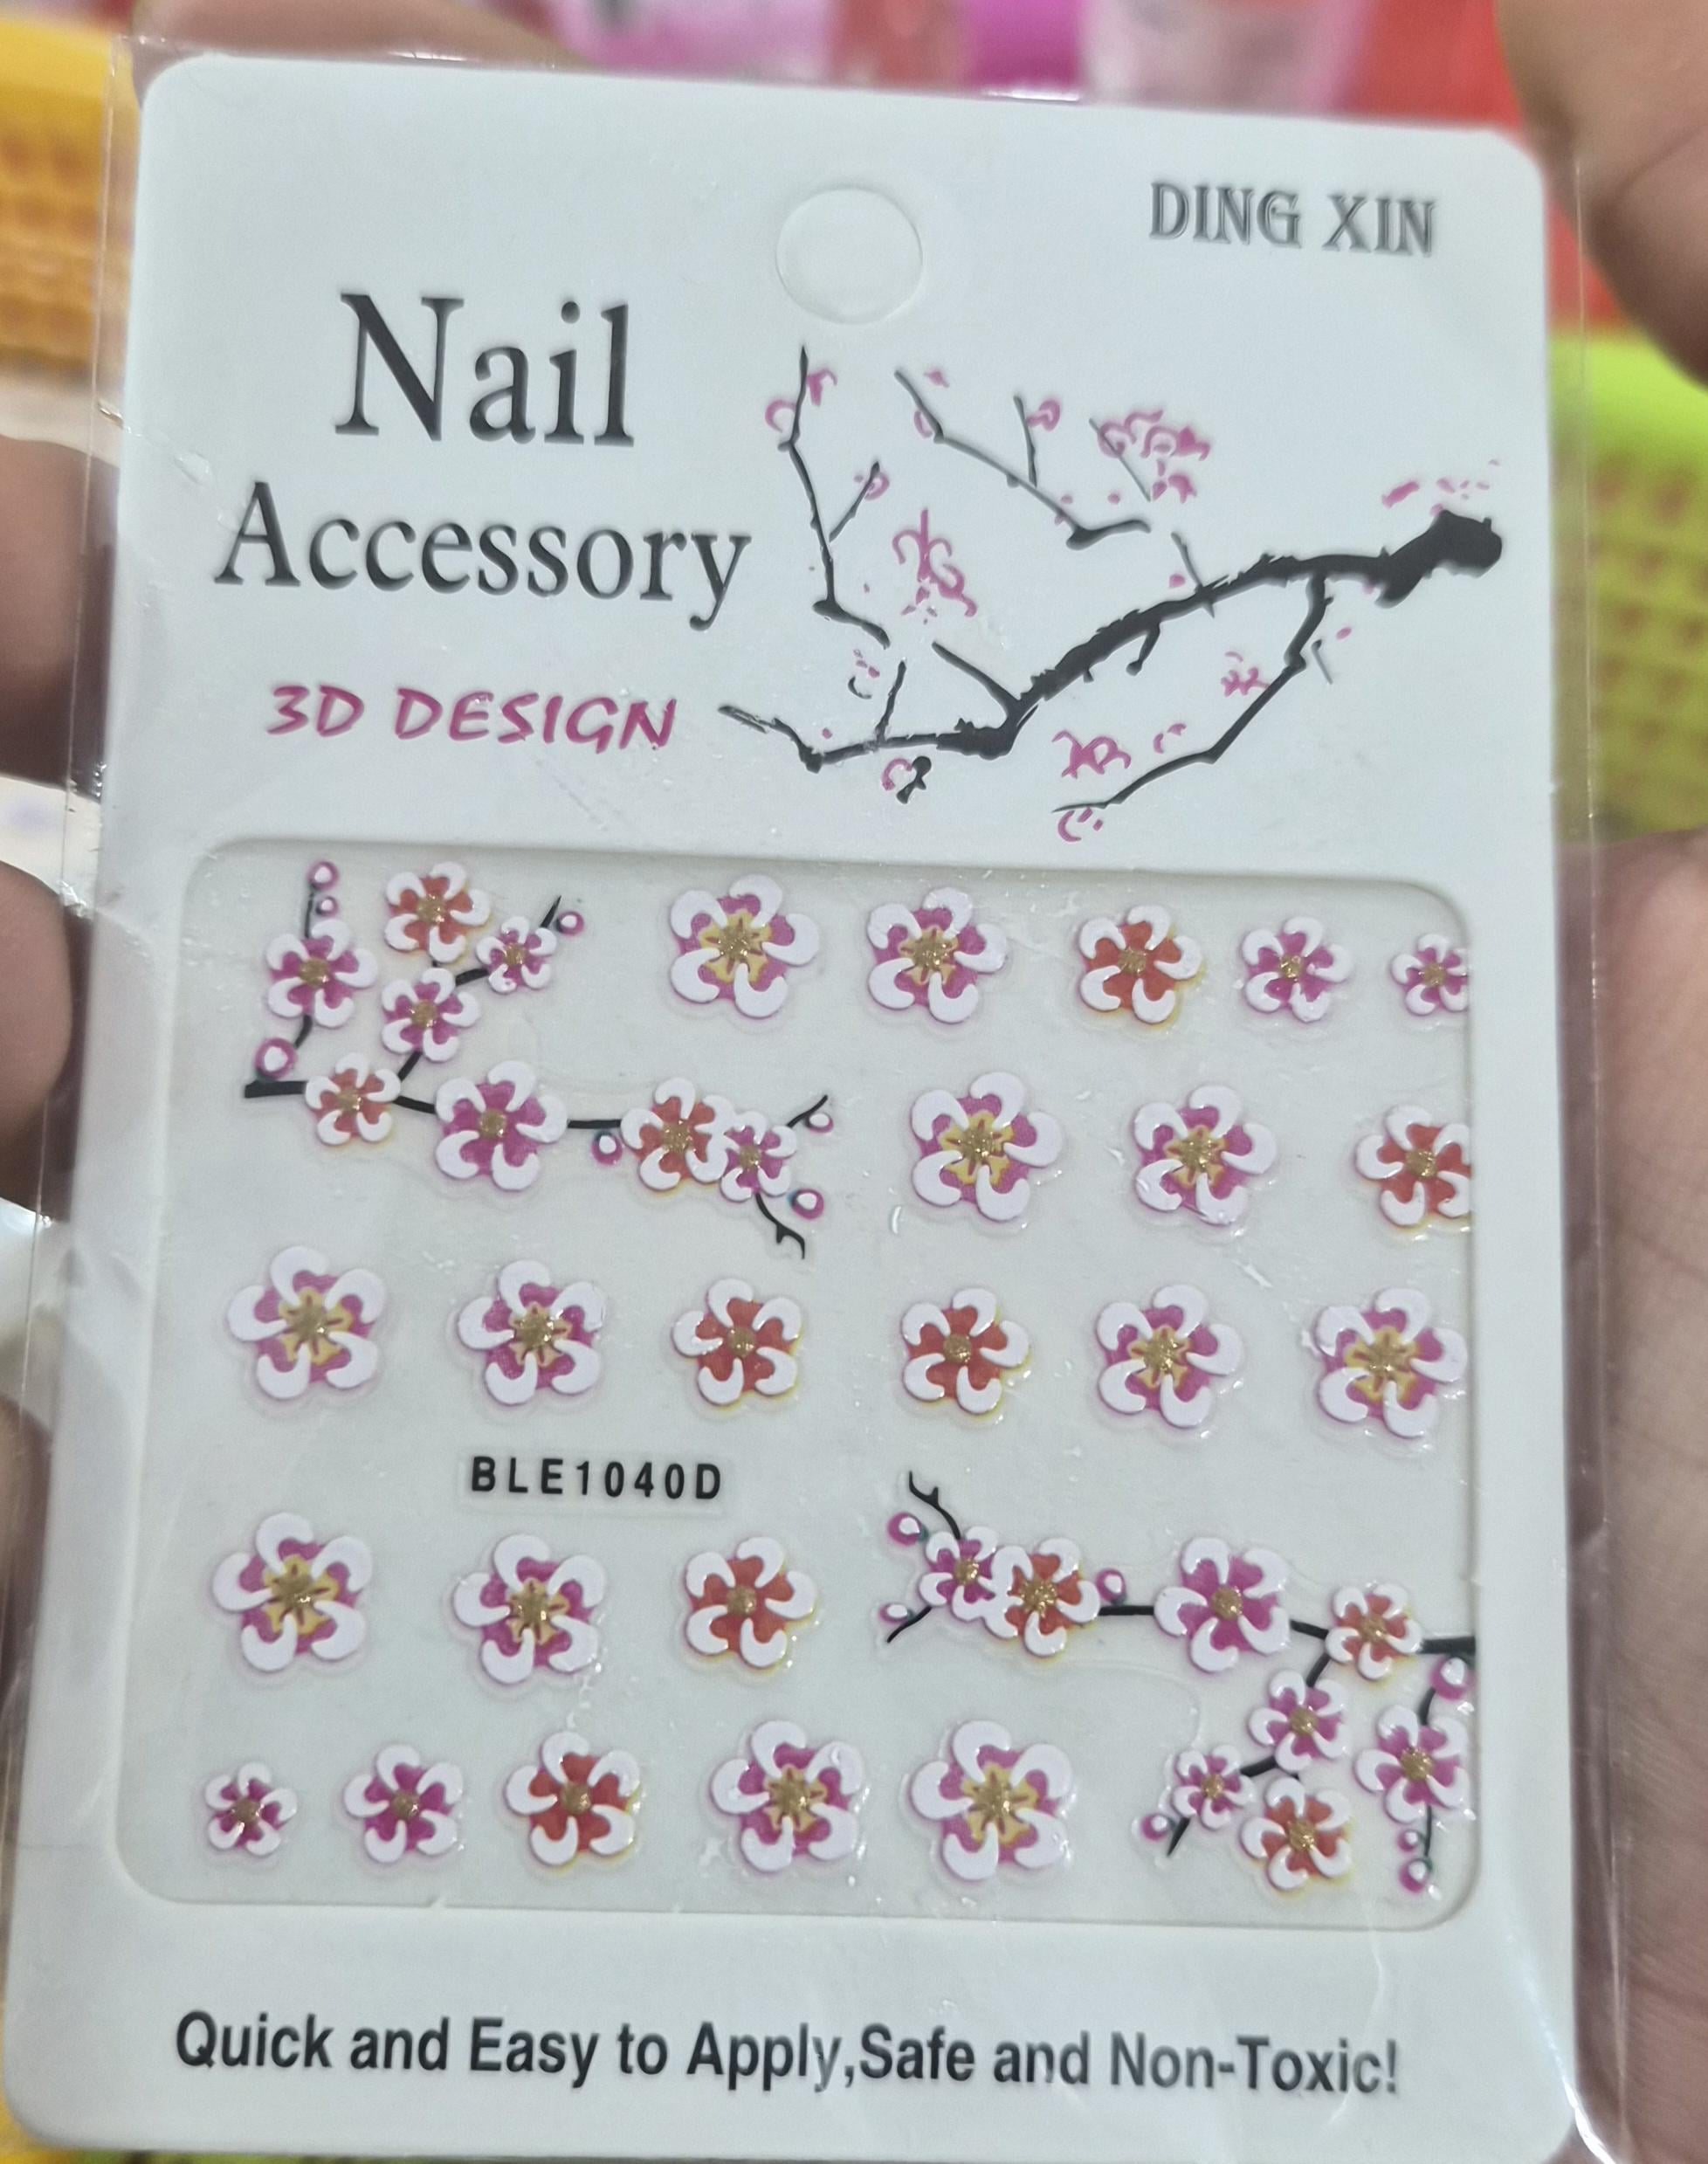 DING XIN
Nail
Accessory
3D DESIGN
BLE1040D
Quick and Easy to Apply,Safe and Non-Toxic!